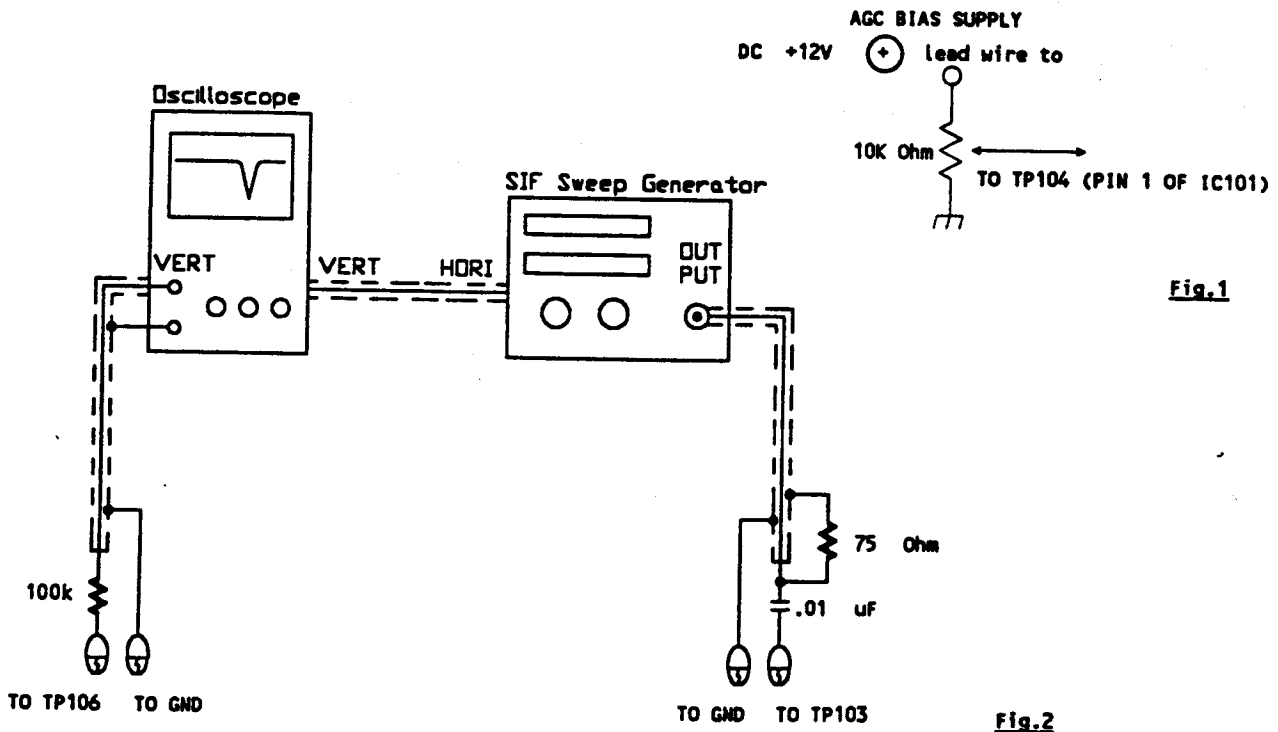 AGC BIAS SUPPLY
DC +12V + lead wire to
10K Ohm
TO TP104 (PIN 1 OF IC101)
Fig.1
Oscilloscope
SIF Sweep Generator
VERT
VERT HORI
OUT
PUT
100k
75 Ohm
.01 uF
TO TP106 TO GND
TO GND TO TP103
Fig.2